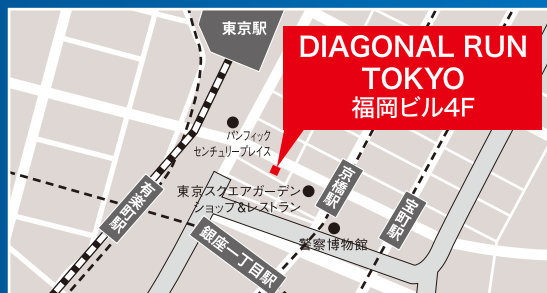 東京駅
DIAGONAL RUN
TOKYO
福岡ビル4F
パシフィック
センチュリープレイス
有楽町駅
東京スクエアガーデン
ショップ&レストラン
京橋駅
宝町駅
警察博物館
銀座一丁目駅